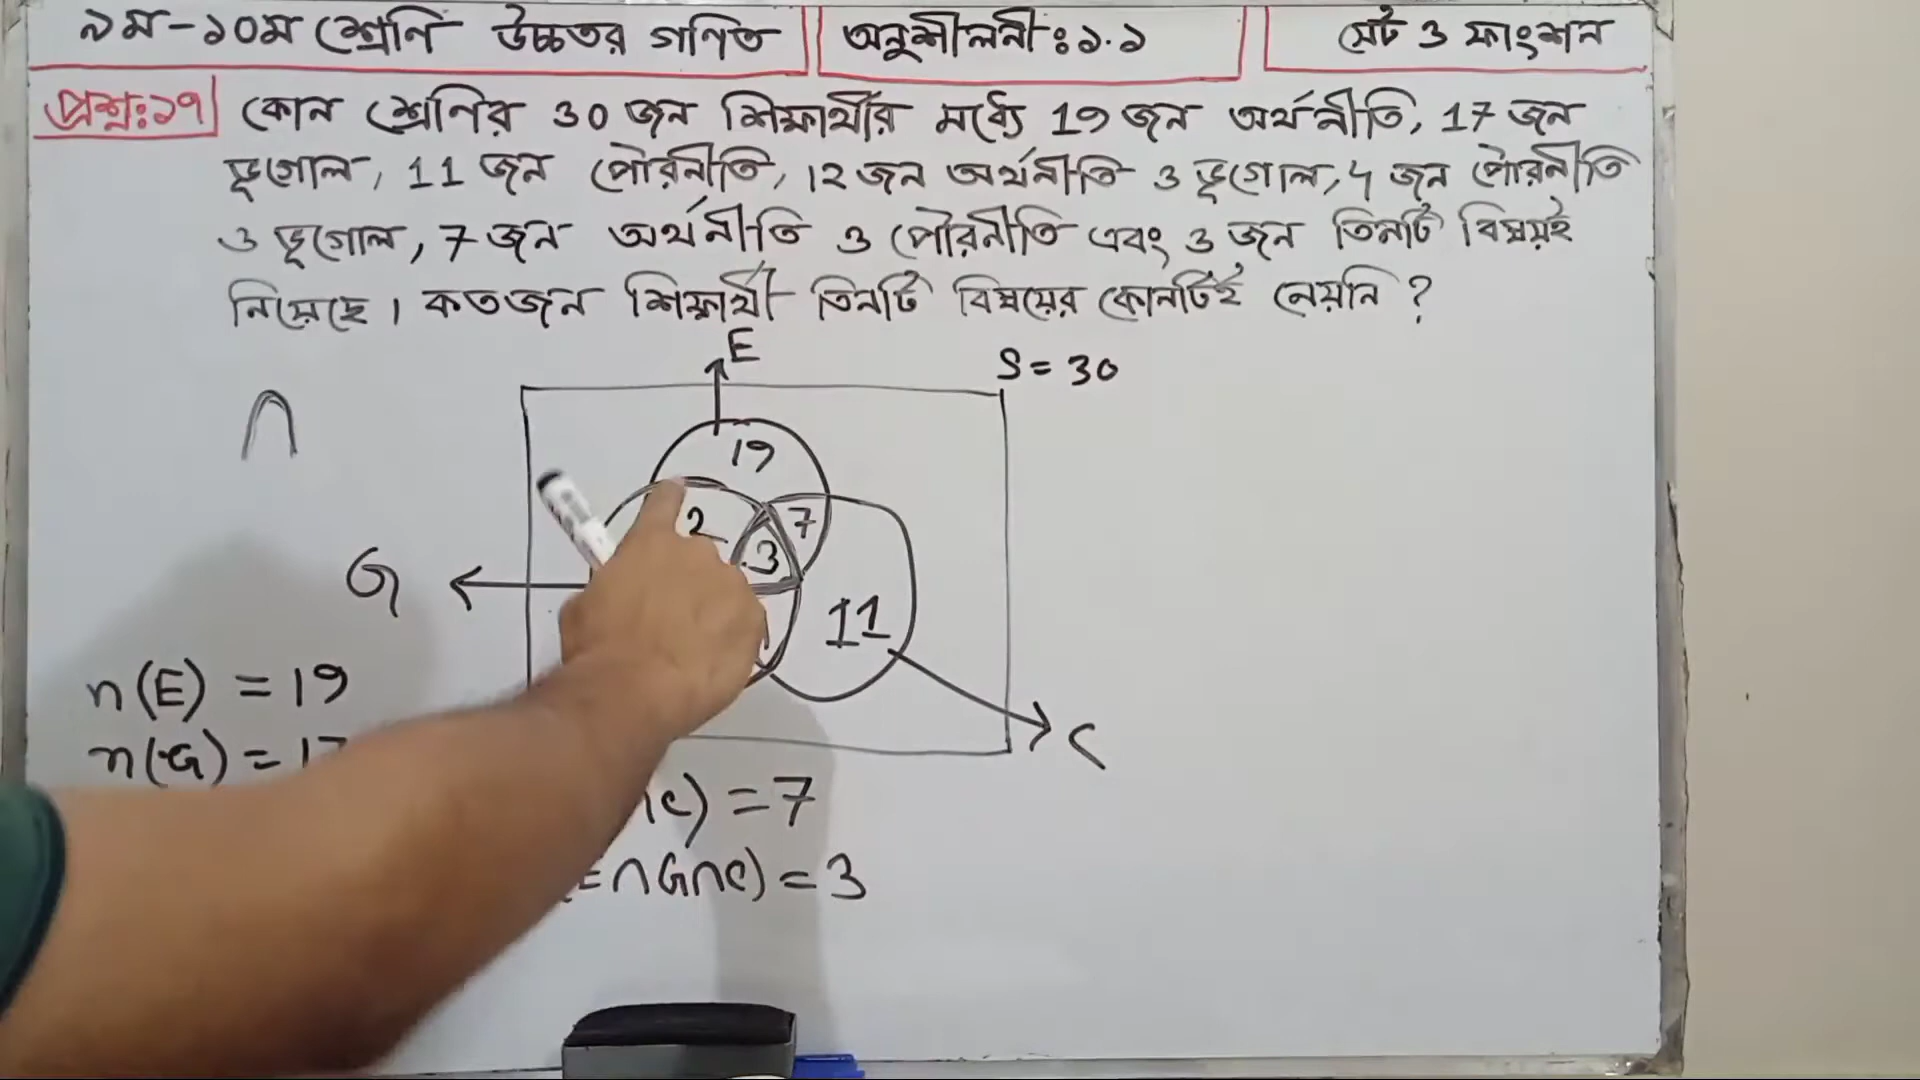 ৯ম-১০ম শ্রেণি উচ্চতর গণিত অনুশীলনী:১.১ সেট ও ফাংশন
প্রশ্ন:১৭ কোন শ্রেণির 30 জন শিক্ষার্থীর মধ্যে 19 জন অর্থনীতি, 17 জন
ভূগোল, 11 জন পৌরনীতি, 12 জন অর্থনীতি ও ভূগোল, 4 জন পৌরনীতি
ও ভূগোল, 7 জন অর্থনীতি ও পৌরনীতি এবং 3 জন তিনটি বিষয়ই
নিয়েছে। কতজন শিক্ষার্থী তিনটি বিষয়ের কোনটিই নেয়নি ?
E
S = 30
∩
19
2 7
3
G
11
n(E) = 19
C
n(G) = 17
C) = 7
∩G∩C) = 3